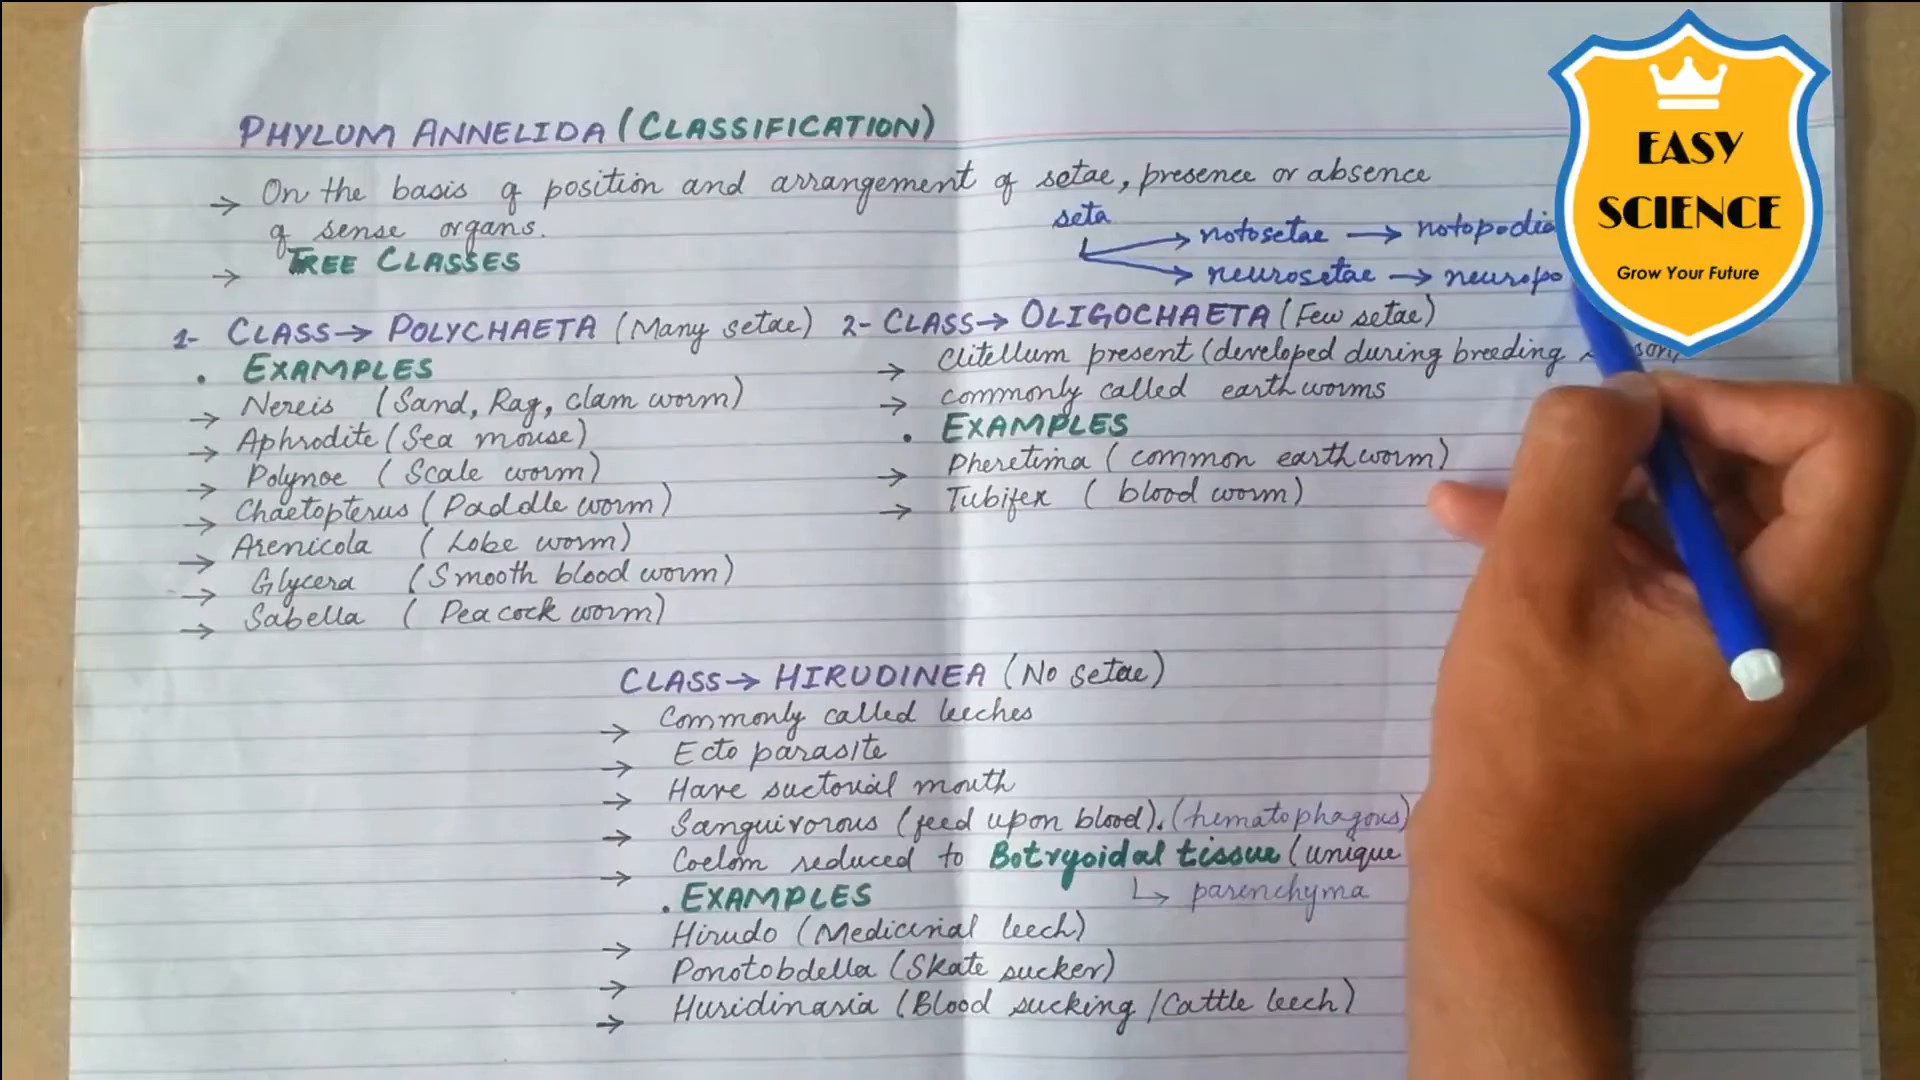 PHYLUM ANNELIDA (CLASSIFICATION)
→ On the basis of position and arrangement of setae, presence or absence
of sense organs.
→ TREE CLASSES
seta
→ notosetae → notopodia
→ neurosetae → neuropo
1- CLASS → POLYCHAETA (Many setae)
. EXAMPLES
→ Nereis (Sand, Rag, clam worm)
→ Aphrodite (Sea mouse)
→ Polynoe (Scale worm)
→ Chaetopterus (Paddle worm)
→ Arenicola (Lobe worm)
→ Glycera (Smooth blood worm)
→ Sabella (Peacock worm)
2- CLASS → OLIGOCHAETA (Few setae)
→ Clitellum present (developed during breeding
→ commonly called earthworms
. EXAMPLES
→ Pheretima (common earthworm)
→ Tubifex (blood worm)
CLASS → HIRUDINEA (No setae)
→ Commonly called leeches
→ Ecto parasite
→ Have suctorial mouth
→ Sanguivorous (feed upon blood). (hematophagous)
→ Coelom reduced to Botryoidal tissue (unique
↳ parenchyma
. EXAMPLES
→ Hirudo (Medicinal leech)
→ Ponotobdella (Skate sucker)
→ Huridinaria (Blood sucking / Cattle leech)
EASY
SCIENCE
Grow Your Future